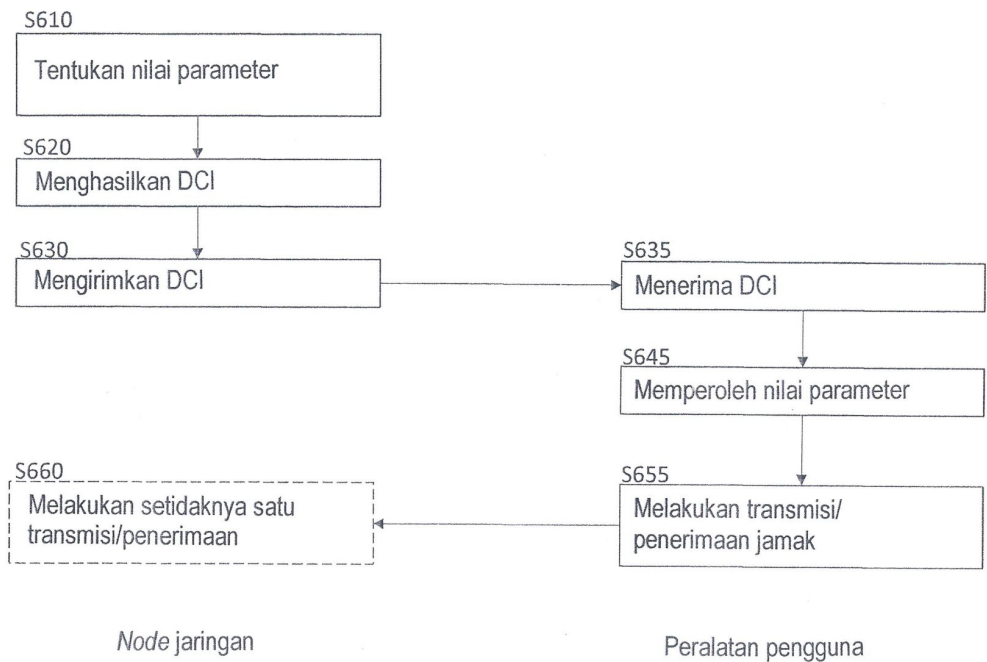 S610
Tentukan nilai parameter
S620
Menghasilkan DCI
S630
Mengirimkan DCI
S635
Menerima DCI
S645
Memperoleh nilai parameter
S655
Melakukan transmisi/
penerimaan jamak
S660
Melakukan setidaknya satu
transmisi/penerimaan
Node jaringan
Peralatan pengguna